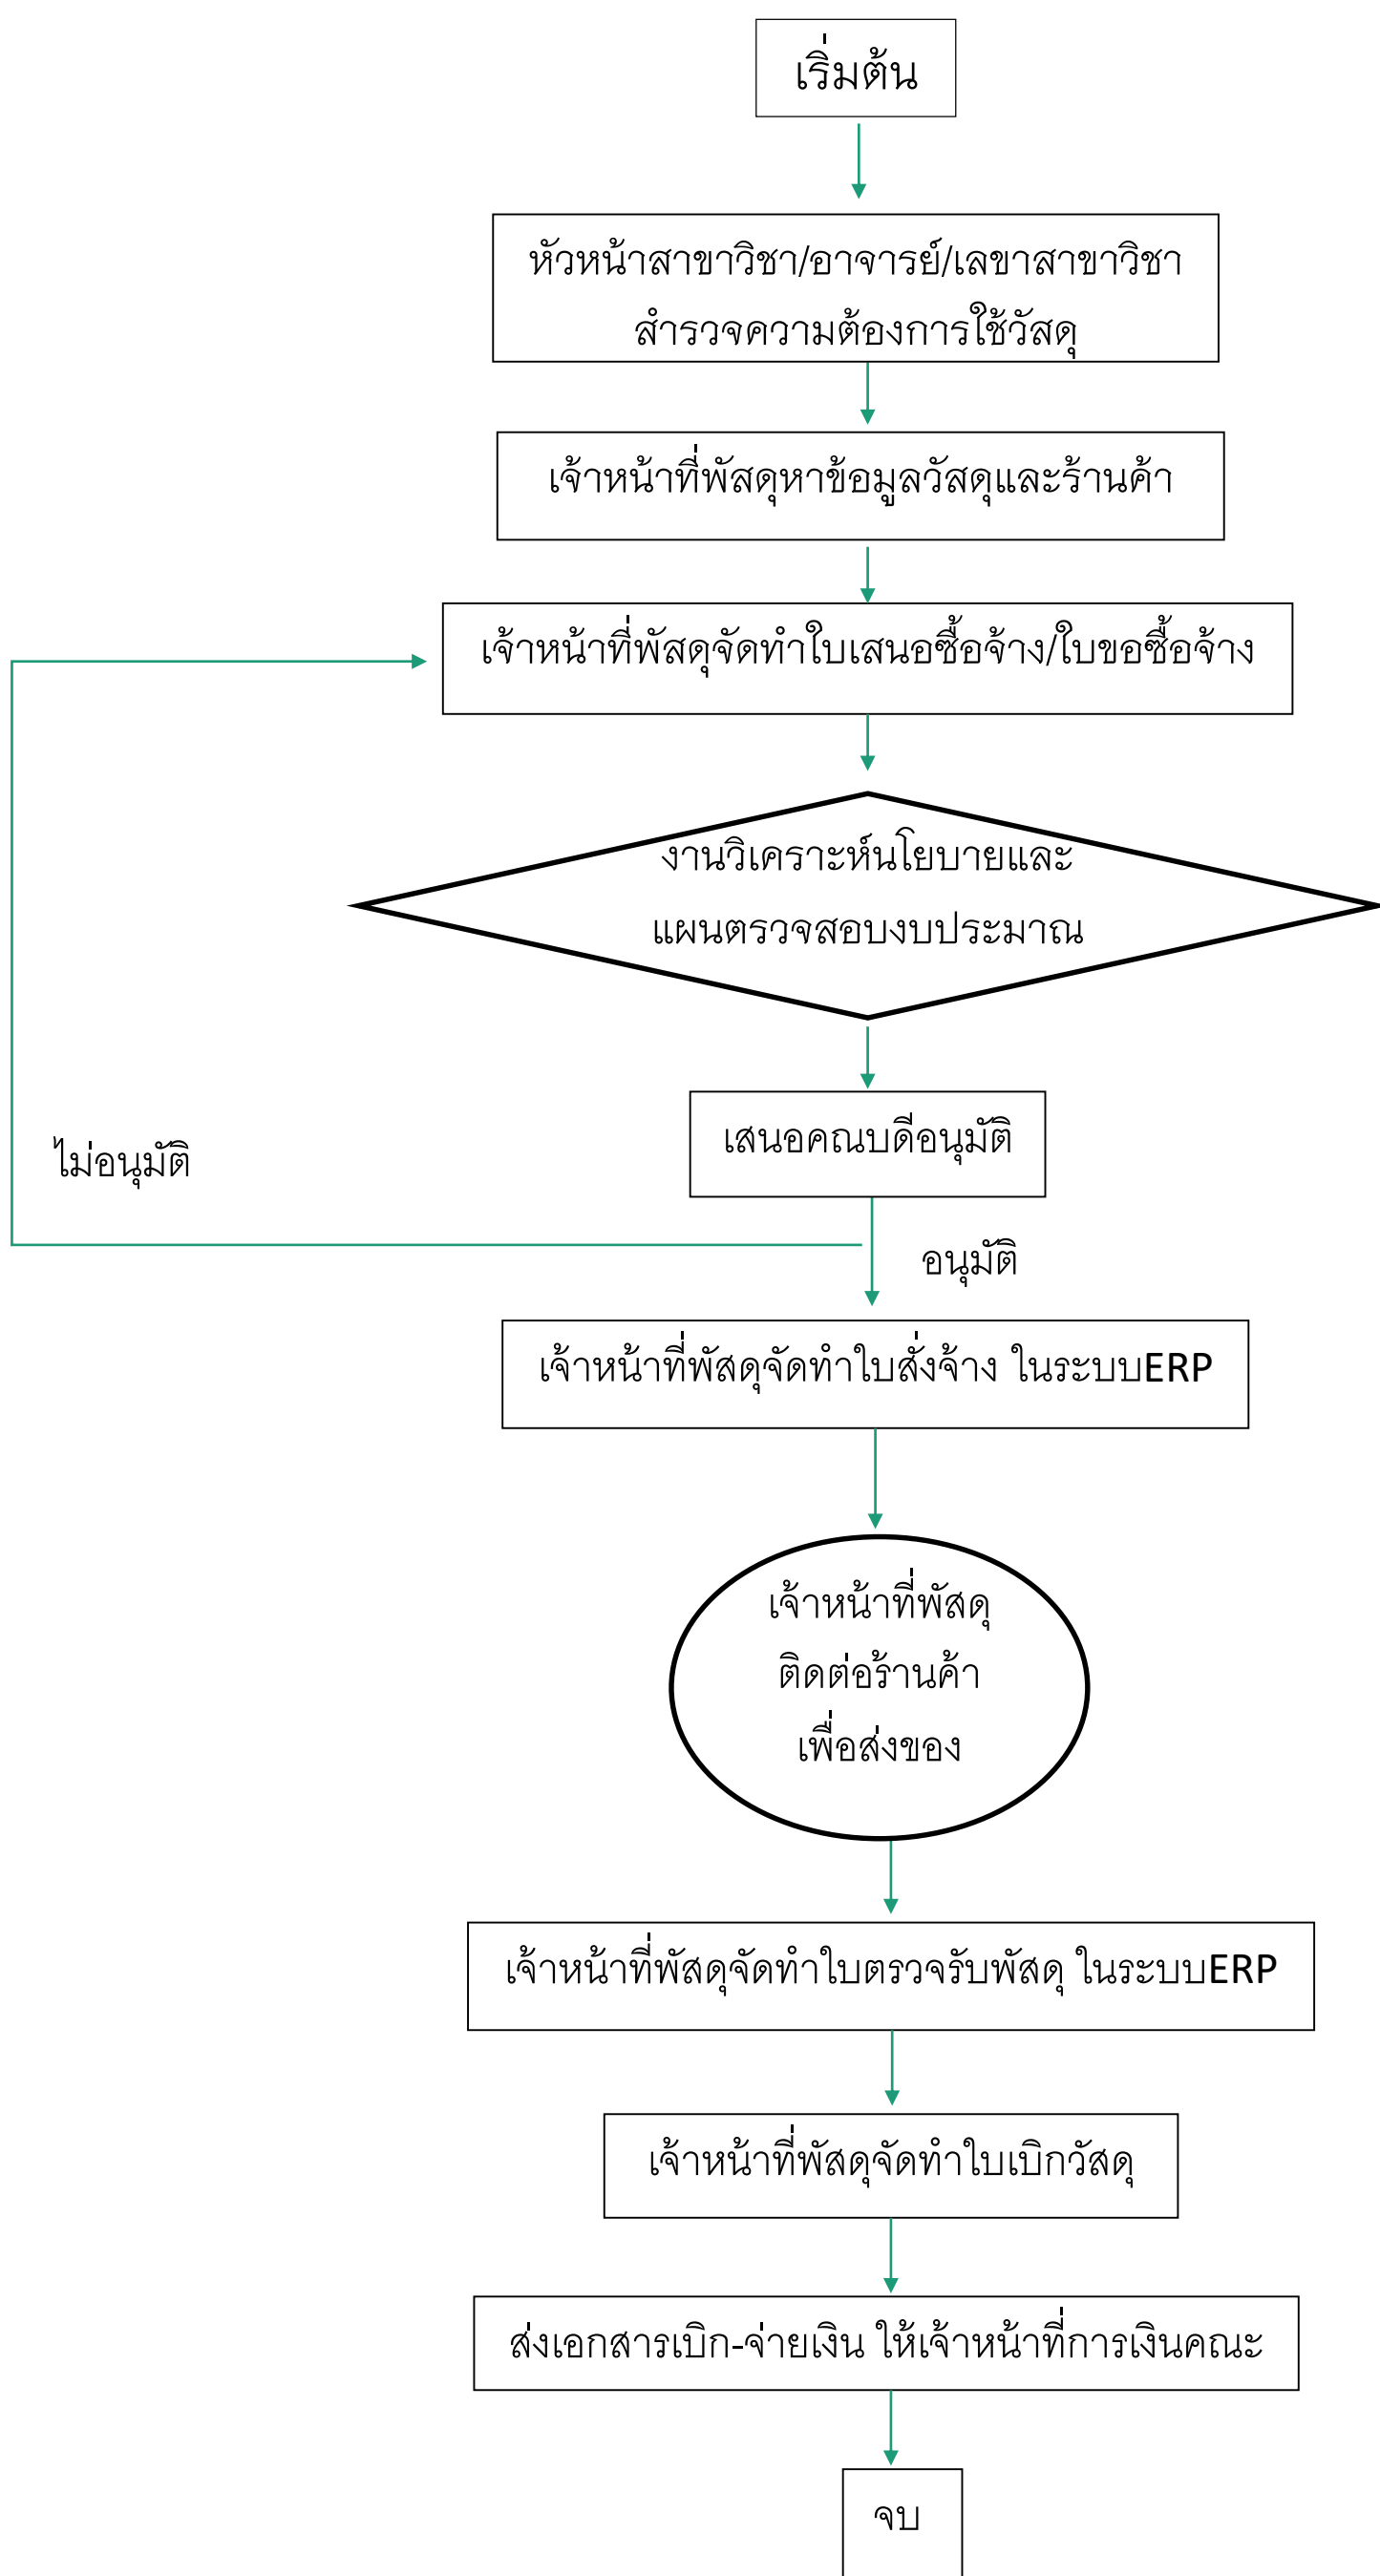 เริ่มต้น
หัวหน้าสาขาวิชา/อาจารย์/เลขาสาขาวิชา
สำรวจความต้องการใช้วัสดุ
เจ้าหน้าที่พัสดุหาข้อมูลวัสดุและร้านค้า
เจ้าหน้าที่พัสดุจัดทำใบเสนอซื้อจ้าง/ใบขอซื้อจ้าง
งานวิเคราะห์นโยบายและ
แผนตรวจสอบงบประมาณ
เสนอคณบดีอนุมัติ
ไม่อนุมัติ
อนุมัติ
เจ้าหน้าที่พัสดุจัดทำใบสั่งจ้าง ในระบบERP
เจ้าหน้าที่พัสดุ
ติดต่อร้านค้า
เพื่อส่งของ
เจ้าหน้าที่พัสดุจัดทำใบตรวจรับพัสดุ ในระบบERP
เจ้าหน้าที่พัสดุจัดทำใบเบิกวัสดุ
ส่งเอกสารเบิก-จ่ายเงิน ให้เจ้าหน้าที่การเงินคณะ
จบ